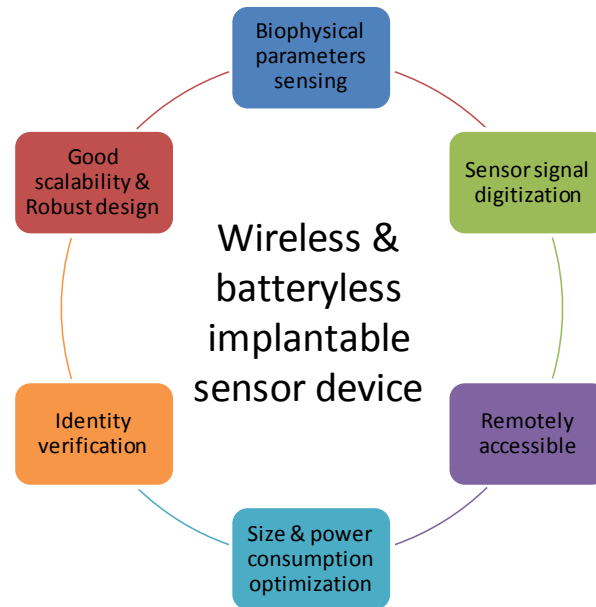 Biophysical
parameters
sensing
Good
scalability &
Robust design
Sensor signal
digitization
Wireless &
batteryless
implantable
sensor device
Identity
verification
Remotely
accessible
Size & power
consumption
optimization